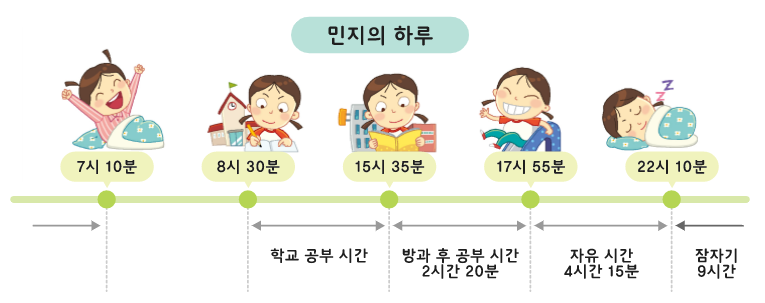 민지의 하루
7시 10분
8시 30분
15시 35분
17시 55분
22시 10분
학교 공부 시간
방과 후 공부 시간
2시간 20분
자유 시간
4시간 15분
잠자기
9시간
z
z
z